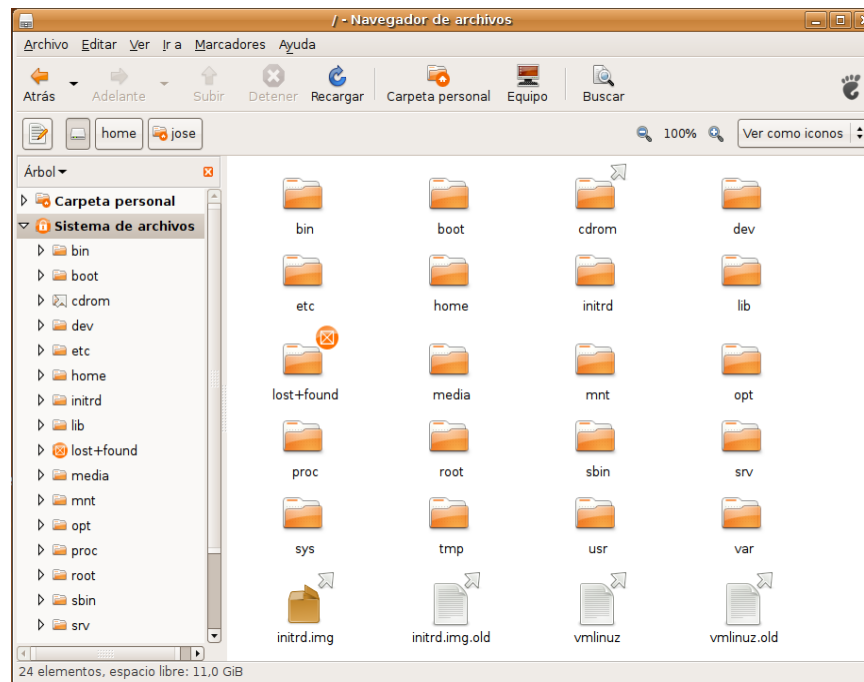 / - Navegador de archivos
Archivo Editar Ver Ir a Marcadores Ayuda
Atrás Adelante Subir Detener Recargar Carpeta personal Equipo Buscar
home jose 100% Ver como iconos
Árbol
Carpeta personal
Sistema de archivos
bin
boot
cdrom
dev
etc
home
initrd
lib
lost+found
media
mnt
opt
proc
root
sbin
srv
bin boot cdrom dev
etc home initrd lib
lost+found media mnt opt
proc root sbin srv
sys tmp usr var
initrd.img initrd.img.old vmlinuz vmlinuz.old
24 elementos, espacio libre: 11,0 GiB